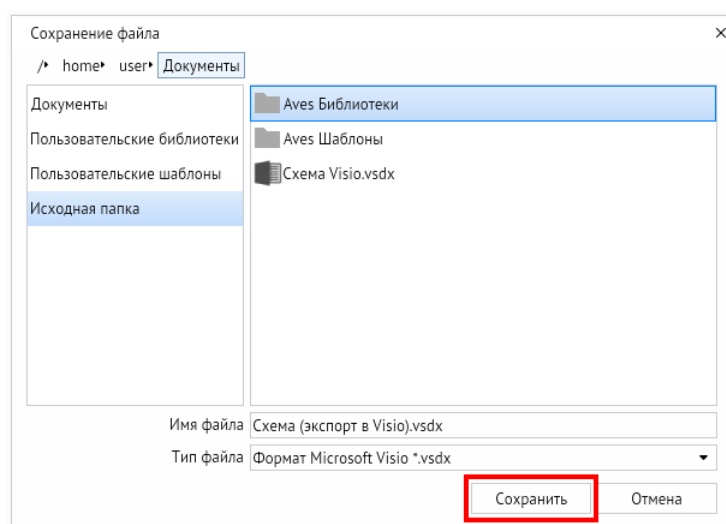 Сохранение файла
/ home user Документы
Документы
Пользовательские библиотеки
Пользовательские шаблоны
Исходная папка
Aves Библиотеки
Aves Шаблоны
Схема Visio.vsdx
Имя файла Схема (экспорт в Visio).vsdx
Тип файла Формат Microsoft Visio *.vsdx
Сохранить Отмена